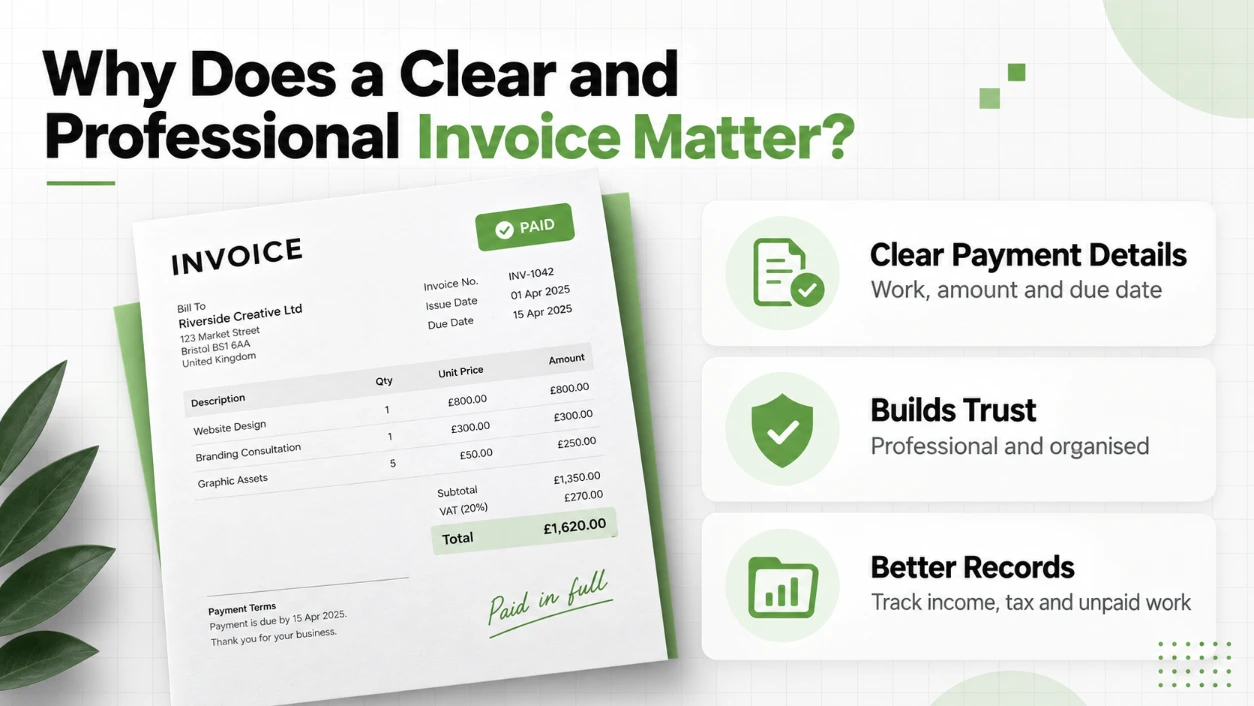 Why Does a Clear and
Professional Invoice Matter?
INVOICE
PAID
Invoice No. INV-1042
Issue Date 01 Apr 2025
Due Date 15 Apr 2025
Bill To
Riverside Creative Ltd
123 Market Street
Bristol BS1 6AA
United Kingdom
Description Qty Unit Price Amount
Website Design 1 £800.00 £800.00
Branding Consultation 1 £300.00 £300.00
Graphic Assets 5 £50.00 £250.00
Subtotal £1,350.00
VAT (20%) £270.00
Total £1,620.00
Paid in full
Payment Terms
Payment is due by 15 Apr 2025.
Thank you for your business.
Clear Payment Details
Work, amount and due date
Builds Trust
Professional and organised
Better Records
Track income, tax and unpaid work